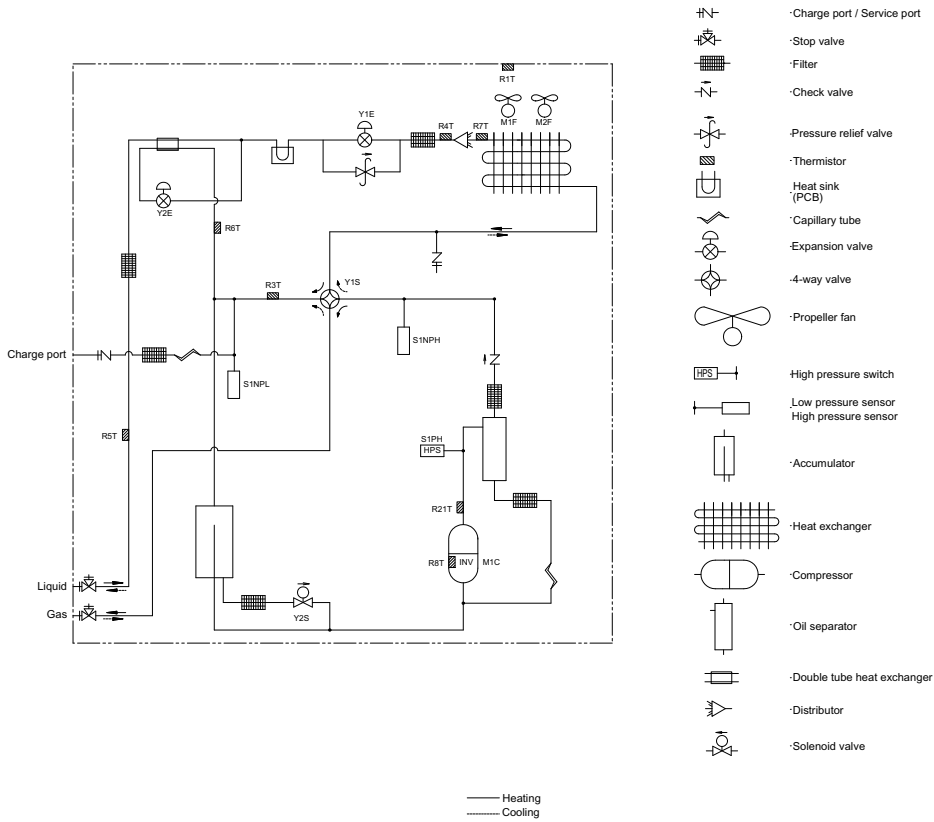 R1T
M1F
M2F
Y1E
R4T
R7T
Y2E
R6T
R3T
Y1S
S1NPH
Charge port
S1NPL
R5T
S1PH
HPS
R21T
R8T
INV
M1C
Liquid
Gas
Y2S
·Charge port / Service port
·Stop valve
·Filter
·Check valve
·Pressure relief valve
·Thermistor
·Heat sink
(PCB)
·Capillary tube
·Expansion valve
·4-way valve
·Propeller fan
HPS
·High pressure switch
·Low pressure sensor
High pressure sensor
·Accumulator
·Heat exchanger
·Compressor
·Oil separator
·Double tube heat exchanger
·Distributor
·Solenoid valve
Heating
Cooling